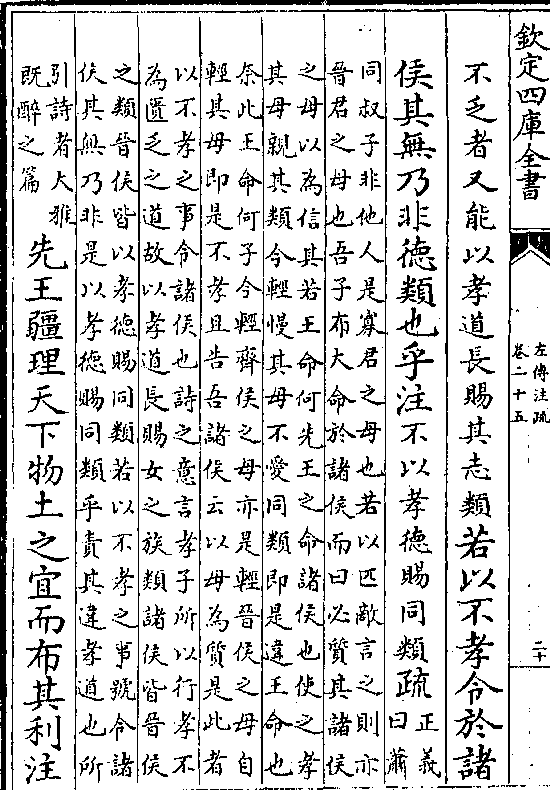 欽定四庫全書
左傳注疏
卷二十五
二十
不乏者又能以孝道長賜其志類若以不孝令於諸
侯其無乃非德類也乎注不以孝德賜同類疏
正義
曰蕭
同叔子非他人是寡君之母也若以匹敵言之則亦
晉君之母也吾子布大命於諸侯而曰必質其諸侯
之母以為信其若王命何先王之命諸侯也使之孝
其母親其類今輕慢其母不愛同類即是違王命也
奈此王命何子今輕齊侯之母亦是輕晉侯之母自
輕其母即是不孝且告吾諸侯云以母為質是此者
以不孝之事令諸侯也詩之意言孝子所以行孝不
為匱乏之道故以孝道長賜女之族類諸侯皆晉侯
之類晉侯皆以孝德賜同類若以不孝之事號令諸
侯其無乃非是以孝德賜同類乎責其違孝道也所
引詩者大雅
既醉之篇
先王疆理天下物土之宜而布其利注